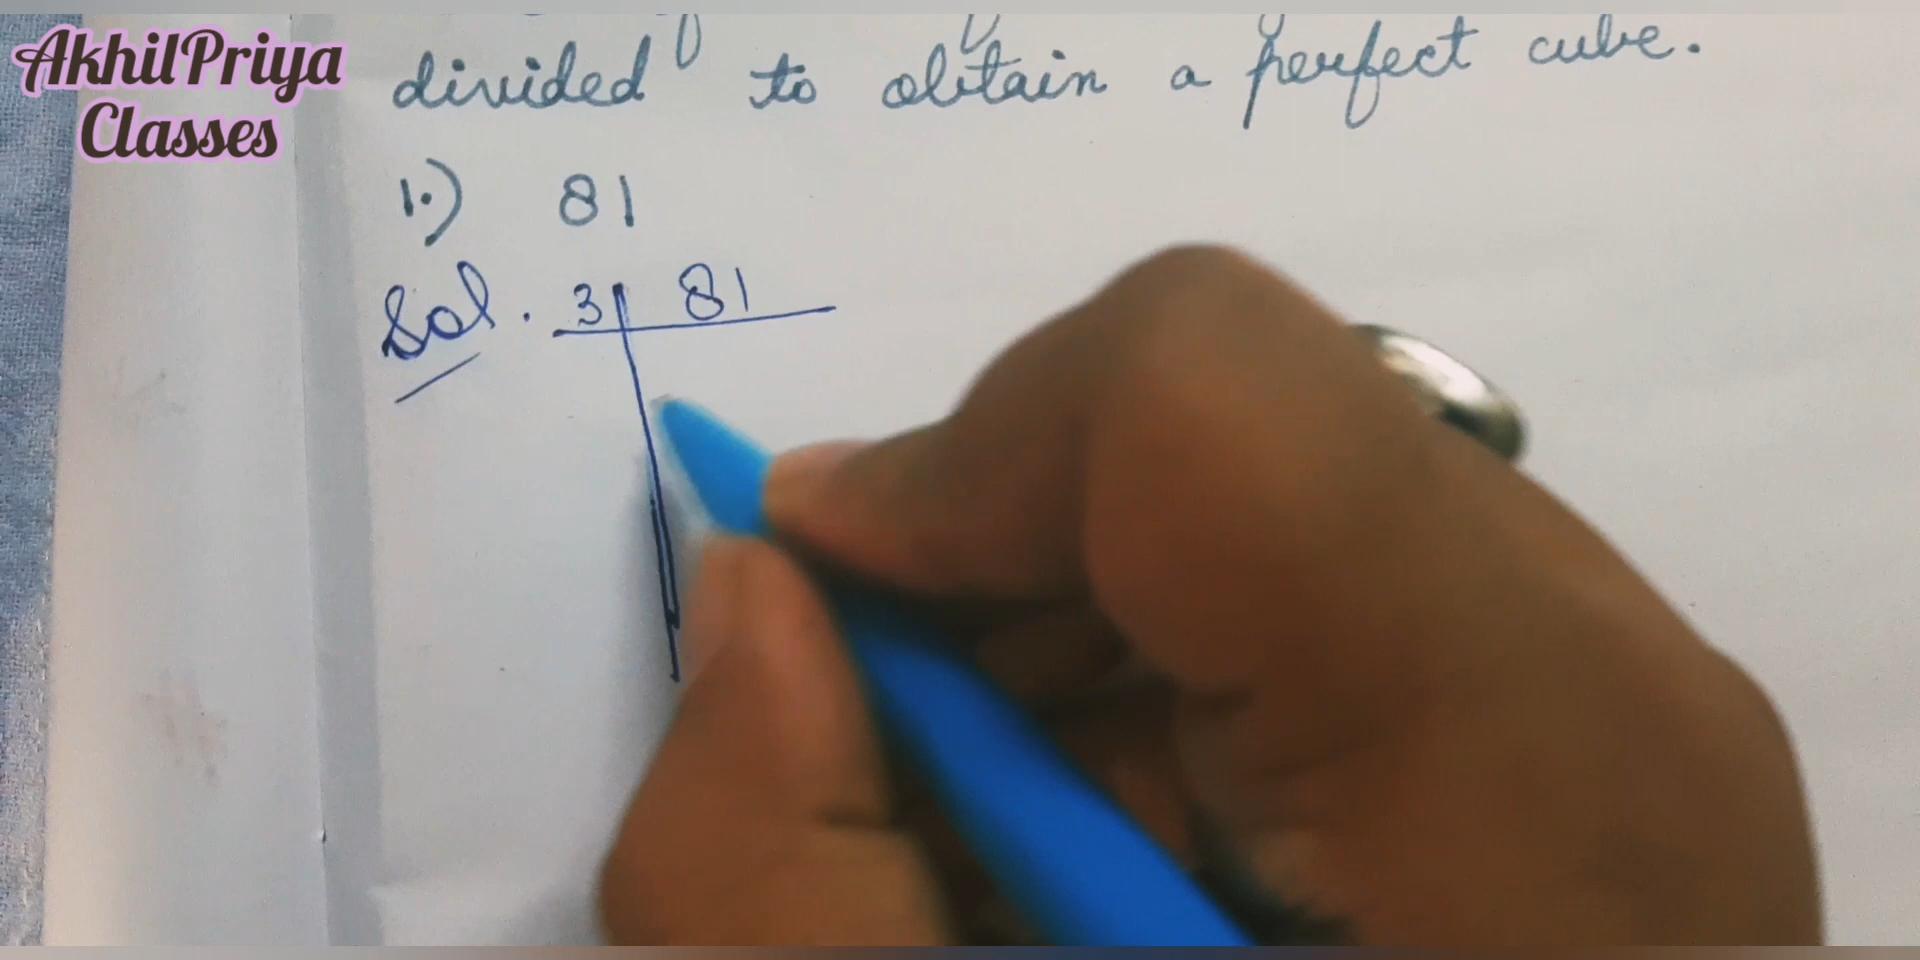 AkhilPriya
Classes
divided to obtain a perfect cube.
1.) 81
Sol. 3 81